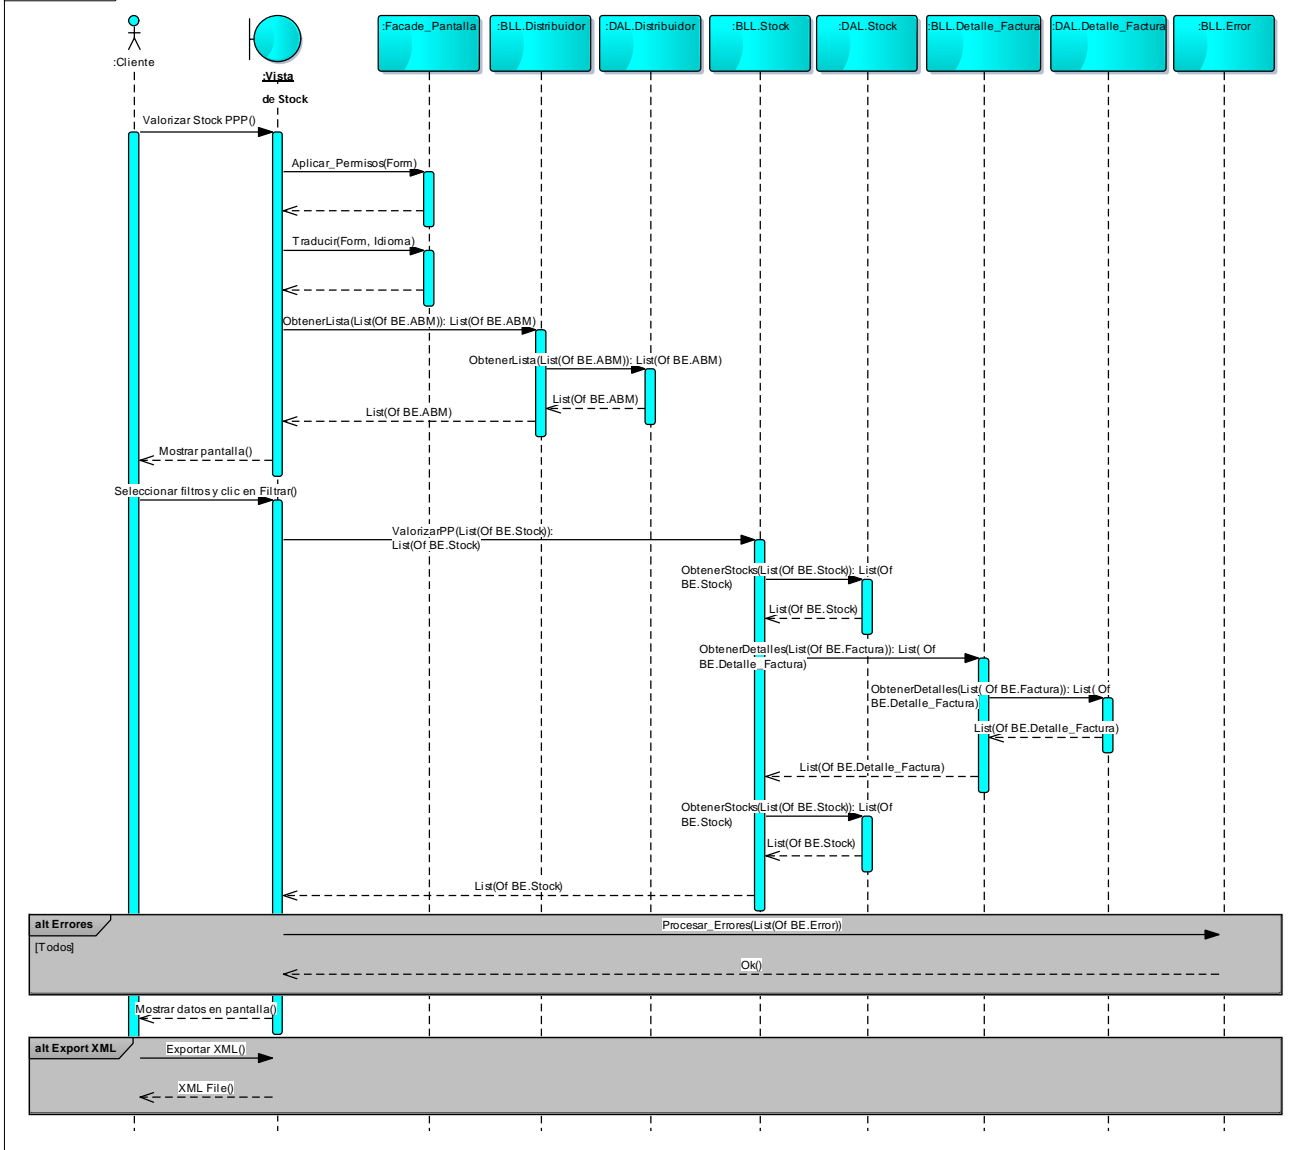 :Cliente
:Vista
de Stock
:Facade_Pantalla
:BLL.Distribuidor
:DAL.Distribuidor
:BLL.Stock
:DAL.Stock
:BLL.Detalle_Factura
:DAL.Detalle_Factura
:BLL.Error
Valorizar Stock PPP()
Aplicar_Permisos(Form)
Traducir(Form, Idioma)
ObtenerLista(List(Of BE.ABM)): List(Of BE.ABM)
ObtenerLista(List(Of BE.ABM)): List(Of BE.ABM)
List(Of BE.ABM)
List(Of BE.ABM)
Mostrar pantalla()
Seleccionar filtros y clic en Filtrar()
ValorizarPP(List(Of BE.Stock)):
List(Of BE.Stock)
ObtenerStocks(List(Of BE.Stock)): List(Of
BE.Stock)
List(Of BE.Stock)
ObtenerDetalles(List(Of BE.Factura)): List( Of
BE.Detalle_Factura)
ObtenerDetalles(List( Of BE.Factura)): List( Of
BE.Detalle_Factura)
List(Of BE.Detalle_Factura)
List(Of BE.Detalle_Factura)
ObtenerStocks(List(Of BE.Stock)): List(Of
BE.Stock)
List(Of BE.Stock)
List(Of BE.Stock)
alt Errores
[Todos]
Procesar_Errores(List(Of BE.Error))
Ok()
Mostrar datos en pantalla()
alt Export XML
Exportar XML()
XML File()